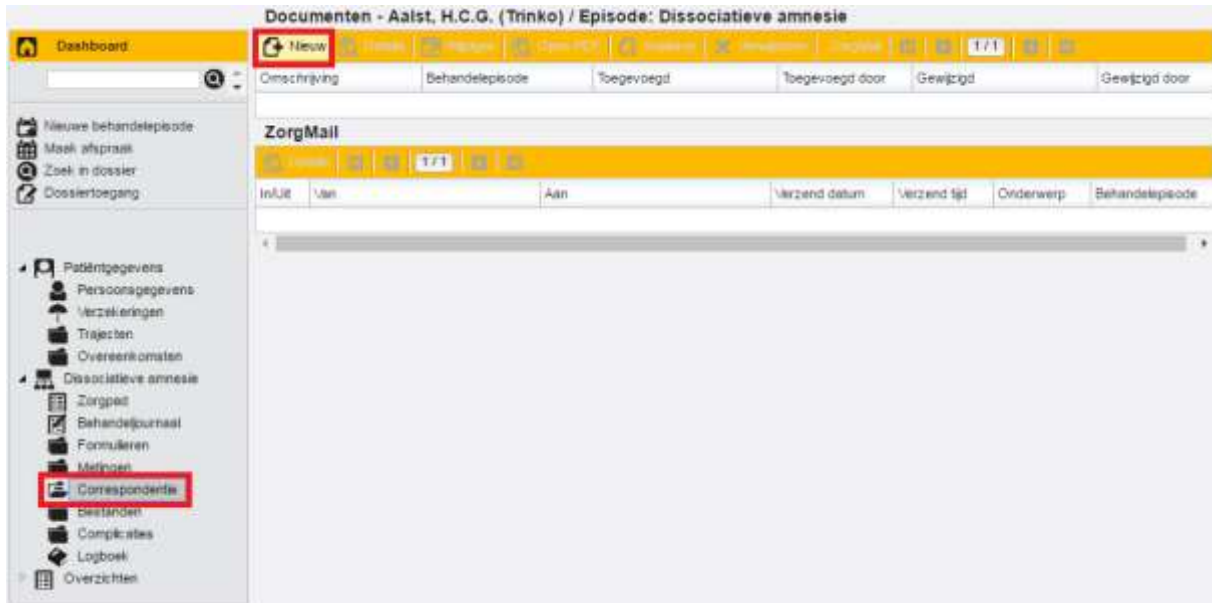 Documenten - Aalst, H.C.G. (Trinko) / Episode: Dissociatieve amnesie
Dashboard
Nieuw
1 / 1
Omschrijving Behandelepisode Toegevoegd Toegevoegd door Gewijzigd Gewijzigd door
Nieuwe behandelepisode
Maak afspraak
Zoek in dossier
Dossiertoegang
ZorgMail
1 / 1
In/Uit Van Aan Verzend datum Verzend tijd Onderwerp Behandelepisode
Patiëntgegevens
Persoonsgegevens
Verzekeringen
Trajecten
Overeenkomsten
Dissociatieve amnesie
Zorgpad
Behandeljournaal
Formulieren
Metingen
Correspondentie
Bestanden
Complicaties
Logboek
Overzichten